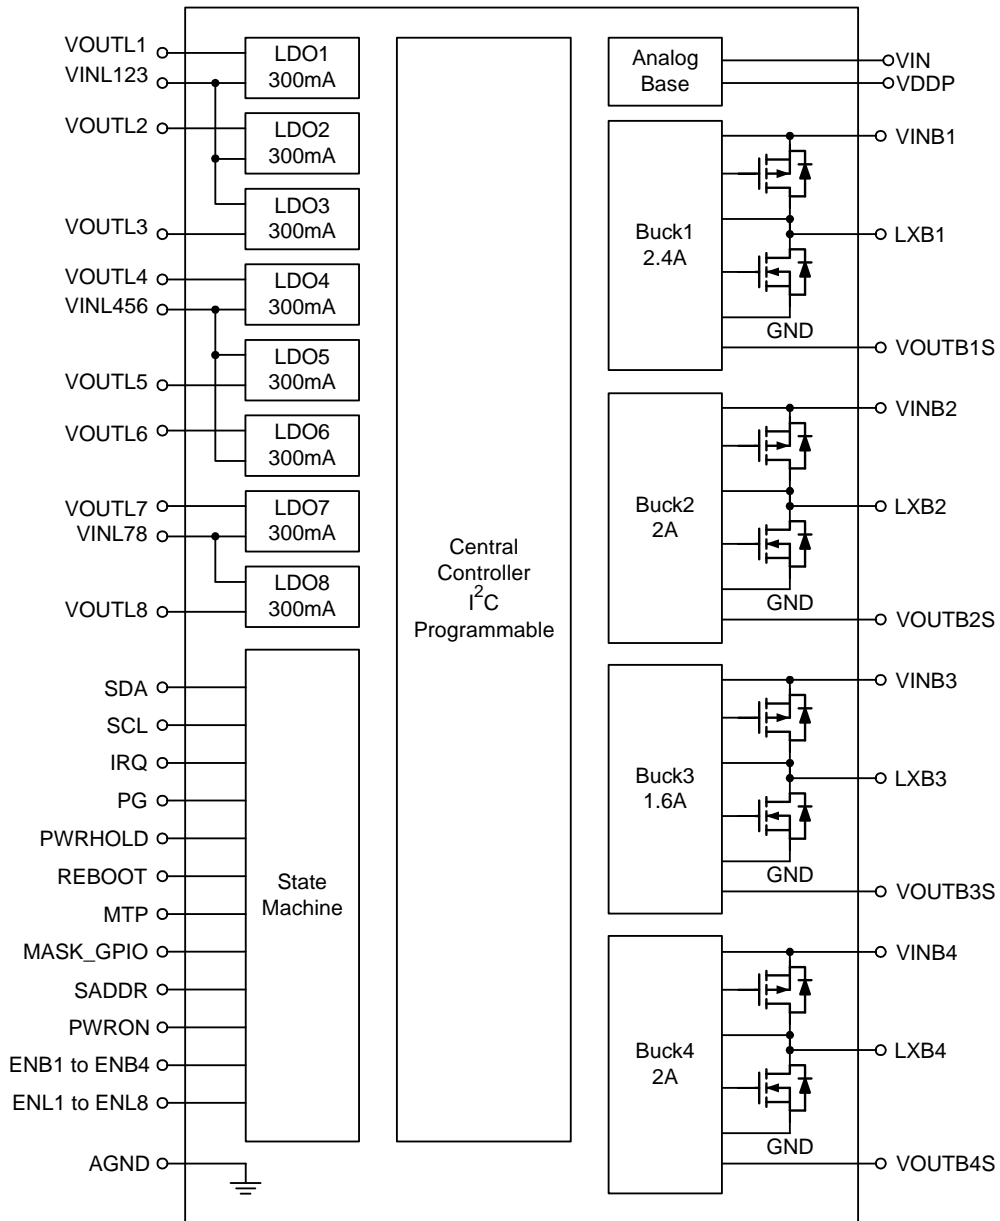 VOUTL1
VINL123
VOUTL2
VOUTL3
VOUTL4
VINL456
VOUTL5
VOUTL6
VOUTL7
VINL78
VOUTL8
SDA
SCL
IRQ
PG
PWRHOLD
REBOOT
MTP
MASK_GPIO
SADDR
PWRON
ENB1 to ENB4
ENL1 to ENL8
AGND
LDO1
300mA
LDO2
300mA
LDO3
300mA
LDO4
300mA
LDO5
300mA
LDO6
300mA
LDO7
300mA
LDO8
300mA
State
Machine
Central
Controller
I²C
Programmable
Analog
Base
VIN
VDDP
Buck1
2.4A
VINB1
LXB1
GND
VOUTB1S
Buck2
2A
VINB2
LXB2
GND
VOUTB2S
Buck3
1.6A
VINB3
LXB3
GND
VOUTB3S
Buck4
2A
VINB4
LXB4
GND
VOUTB4S